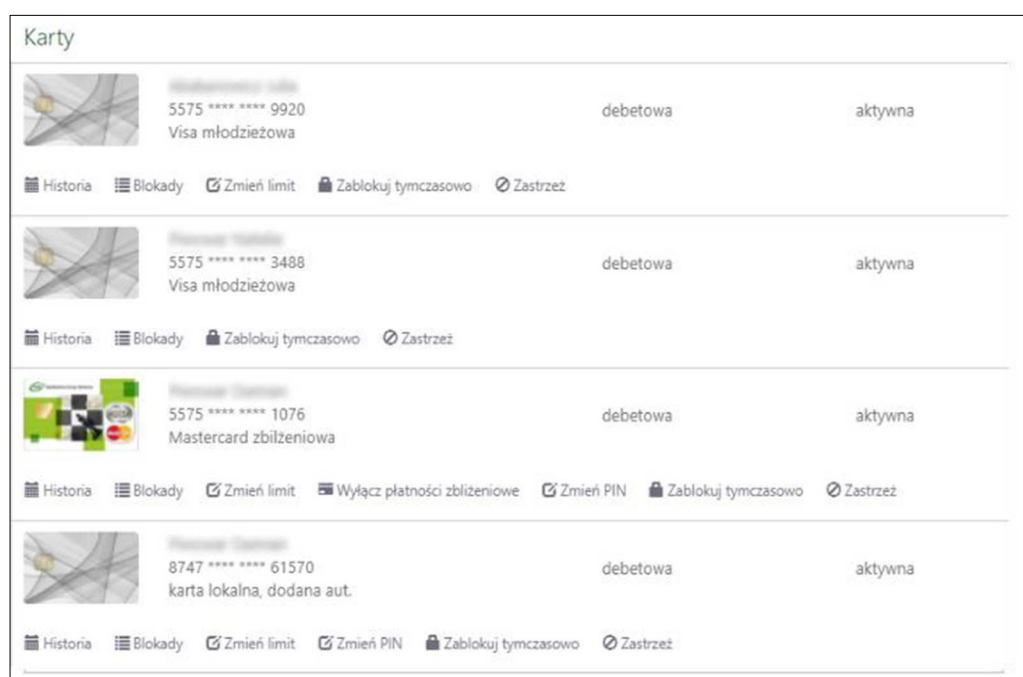 Karty
5575 **** **** 9920
debetowa
aktywna
Visa młodzieżowa
Historia Blokady Zmień limit Zablokuj tymczasowo Zastrzeż
5575 **** **** 3488
debetowa
aktywna
Visa młodzieżowa
Historia Blokady Zablokuj tymczasowo Zastrzeż
5575 **** **** 1076
debetowa
aktywna
Mastercard zbilżeniowa
Historia Blokady Zmień limit Wyłącz płatności zbliżeniowe Zmień PIN Zablokuj tymczasowo Zastrzeż
8747 **** **** 61570
debetowa
aktywna
karta lokalna, dodana aut.
Historia Blokady Zmień limit Zmień PIN Zablokuj tymczasowo Zastrzeż